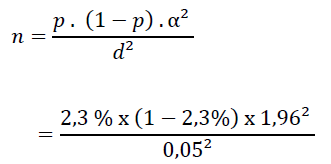 n = p . (1 − p) . α² / d²
= 2,3 % x (1 − 2,3%) x 1,96² / 0,05²